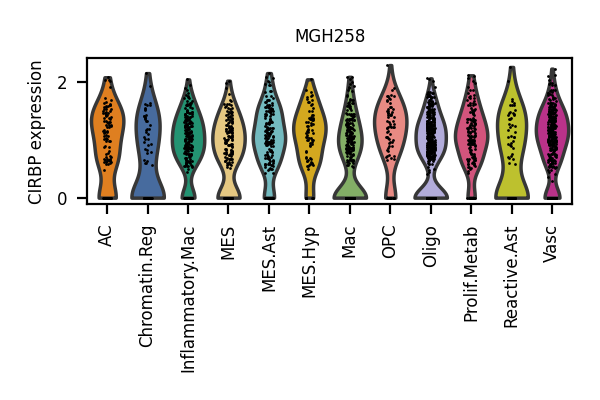 MGH258
CIRBP expression
2
0
AC
Chromatin.Reg
Inflammatory.Mac
MES
MES.Ast
MES.Hyp
Mac
OPC
Oligo
Prolif.Metab
Reactive.Ast
Vasc